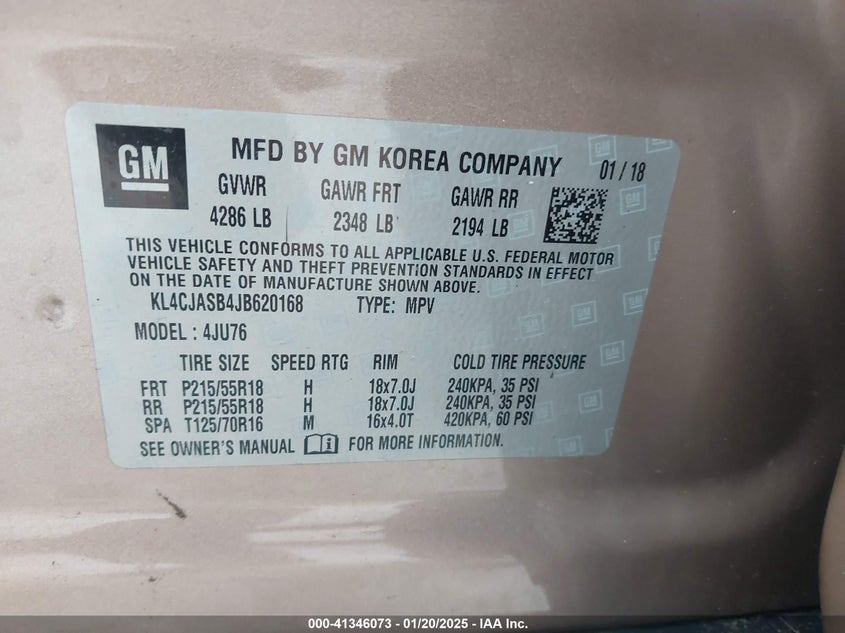 GM
MFD BY GM KOREA COMPANY 01 / 18
GVWR GAWR FRT GAWR RR
4286 LB 2348 LB 2194 LB
THIS VEHICLE CONFORMS TO ALL APPLICABLE U.S. FEDERAL MOTOR
VEHICLE SAFETY AND THEFT PREVENTION STANDARDS IN EFFECT
ON THE DATE OF MANUFACTURE SHOWN ABOVE.
KL4CJASB4JB620168 TYPE: MPV
MODEL : 4JU76
TIRE SIZE SPEED RTG RIM COLD TIRE PRESSURE
FRT P215/55R18 H 18x7.0J 240KPA, 35 PSI
RR P215/55R18 H 18x7.0J 240KPA, 35 PSI
SPA T125/70R16 M 16x4.0T 420KPA, 60 PSI
SEE OWNER'S MANUAL FOR MORE INFORMATION.
000-41346073 - 01/20/2025 - IAA Inc.